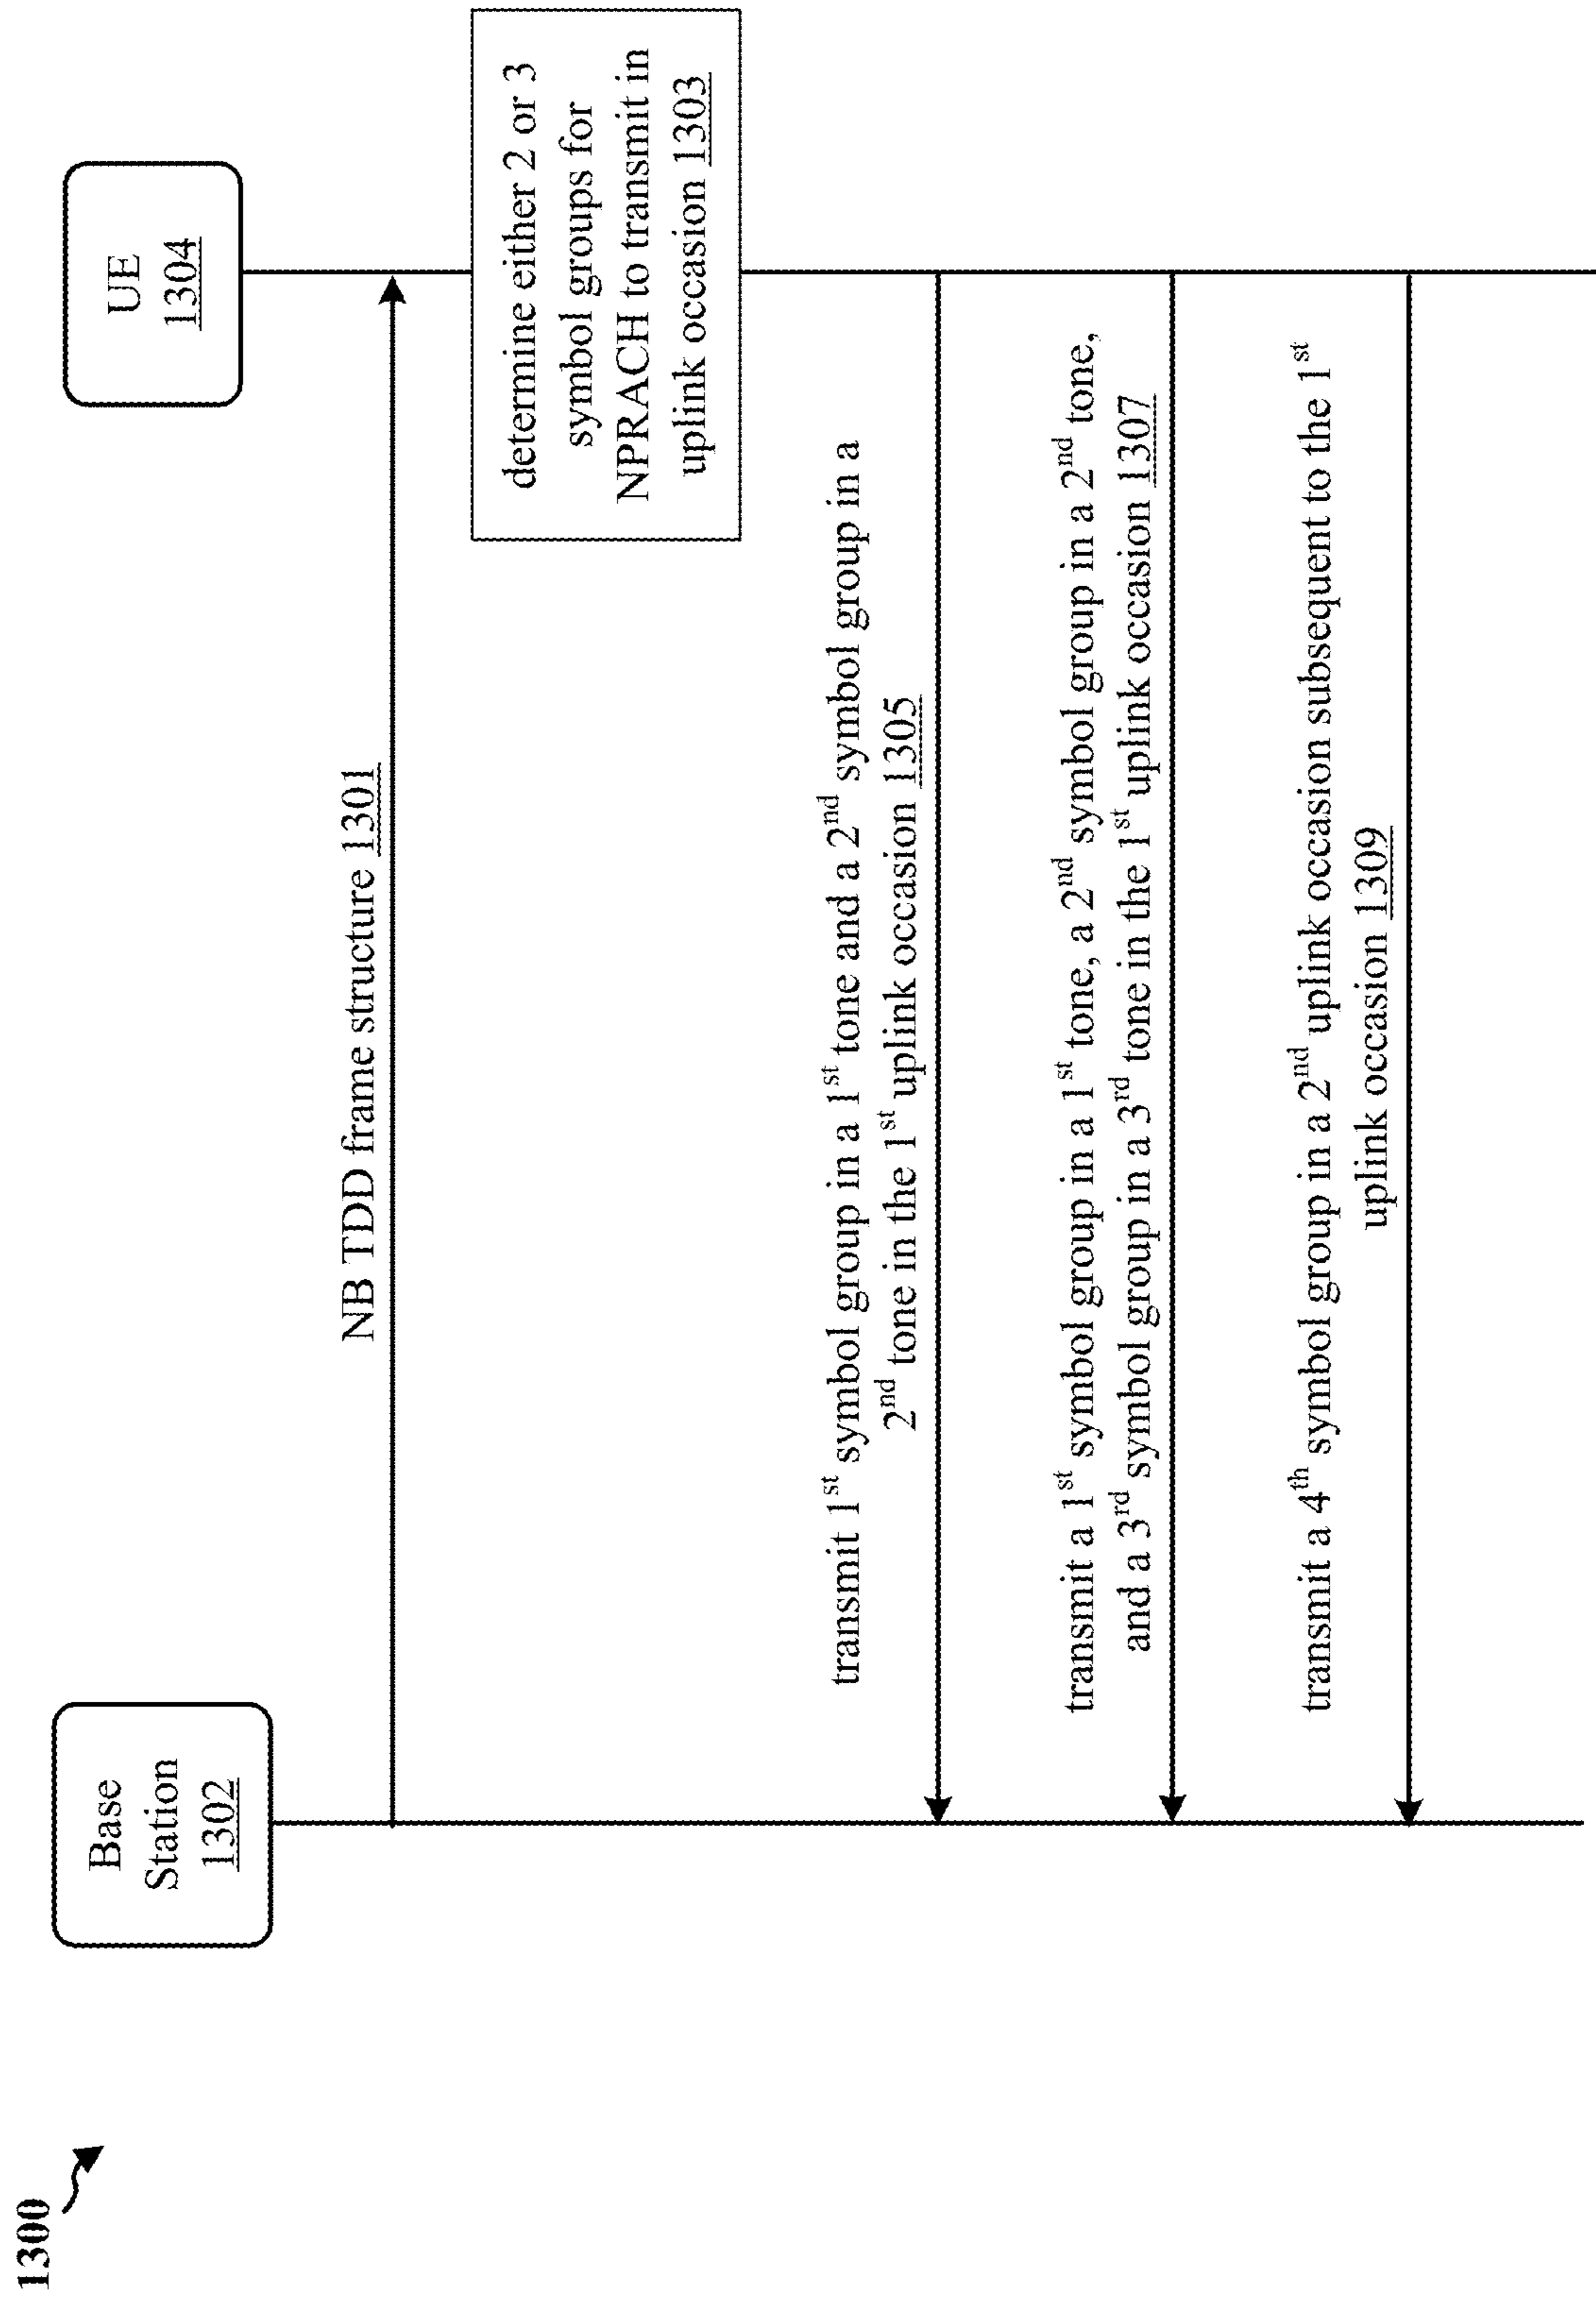 1300
Base
Station
1302
UE
1304
NB TDD frame structure 1301
determine either 2 or 3
symbol groups for
NPRACH to transmit in
uplink occasion 1303
transmit 1st symbol group in a 1st tone and a 2nd symbol group in a
2nd tone in the 1st uplink occasion 1305
transmit a 1st symbol group in a 1st tone, a 2nd symbol group in a 2nd tone,
and a 3rd symbol group in a 3rd tone in the 1st uplink occasion 1307
transmit a 4th symbol group in a 2nd uplink occasion subsequent to the 1st
uplink occasion 1309